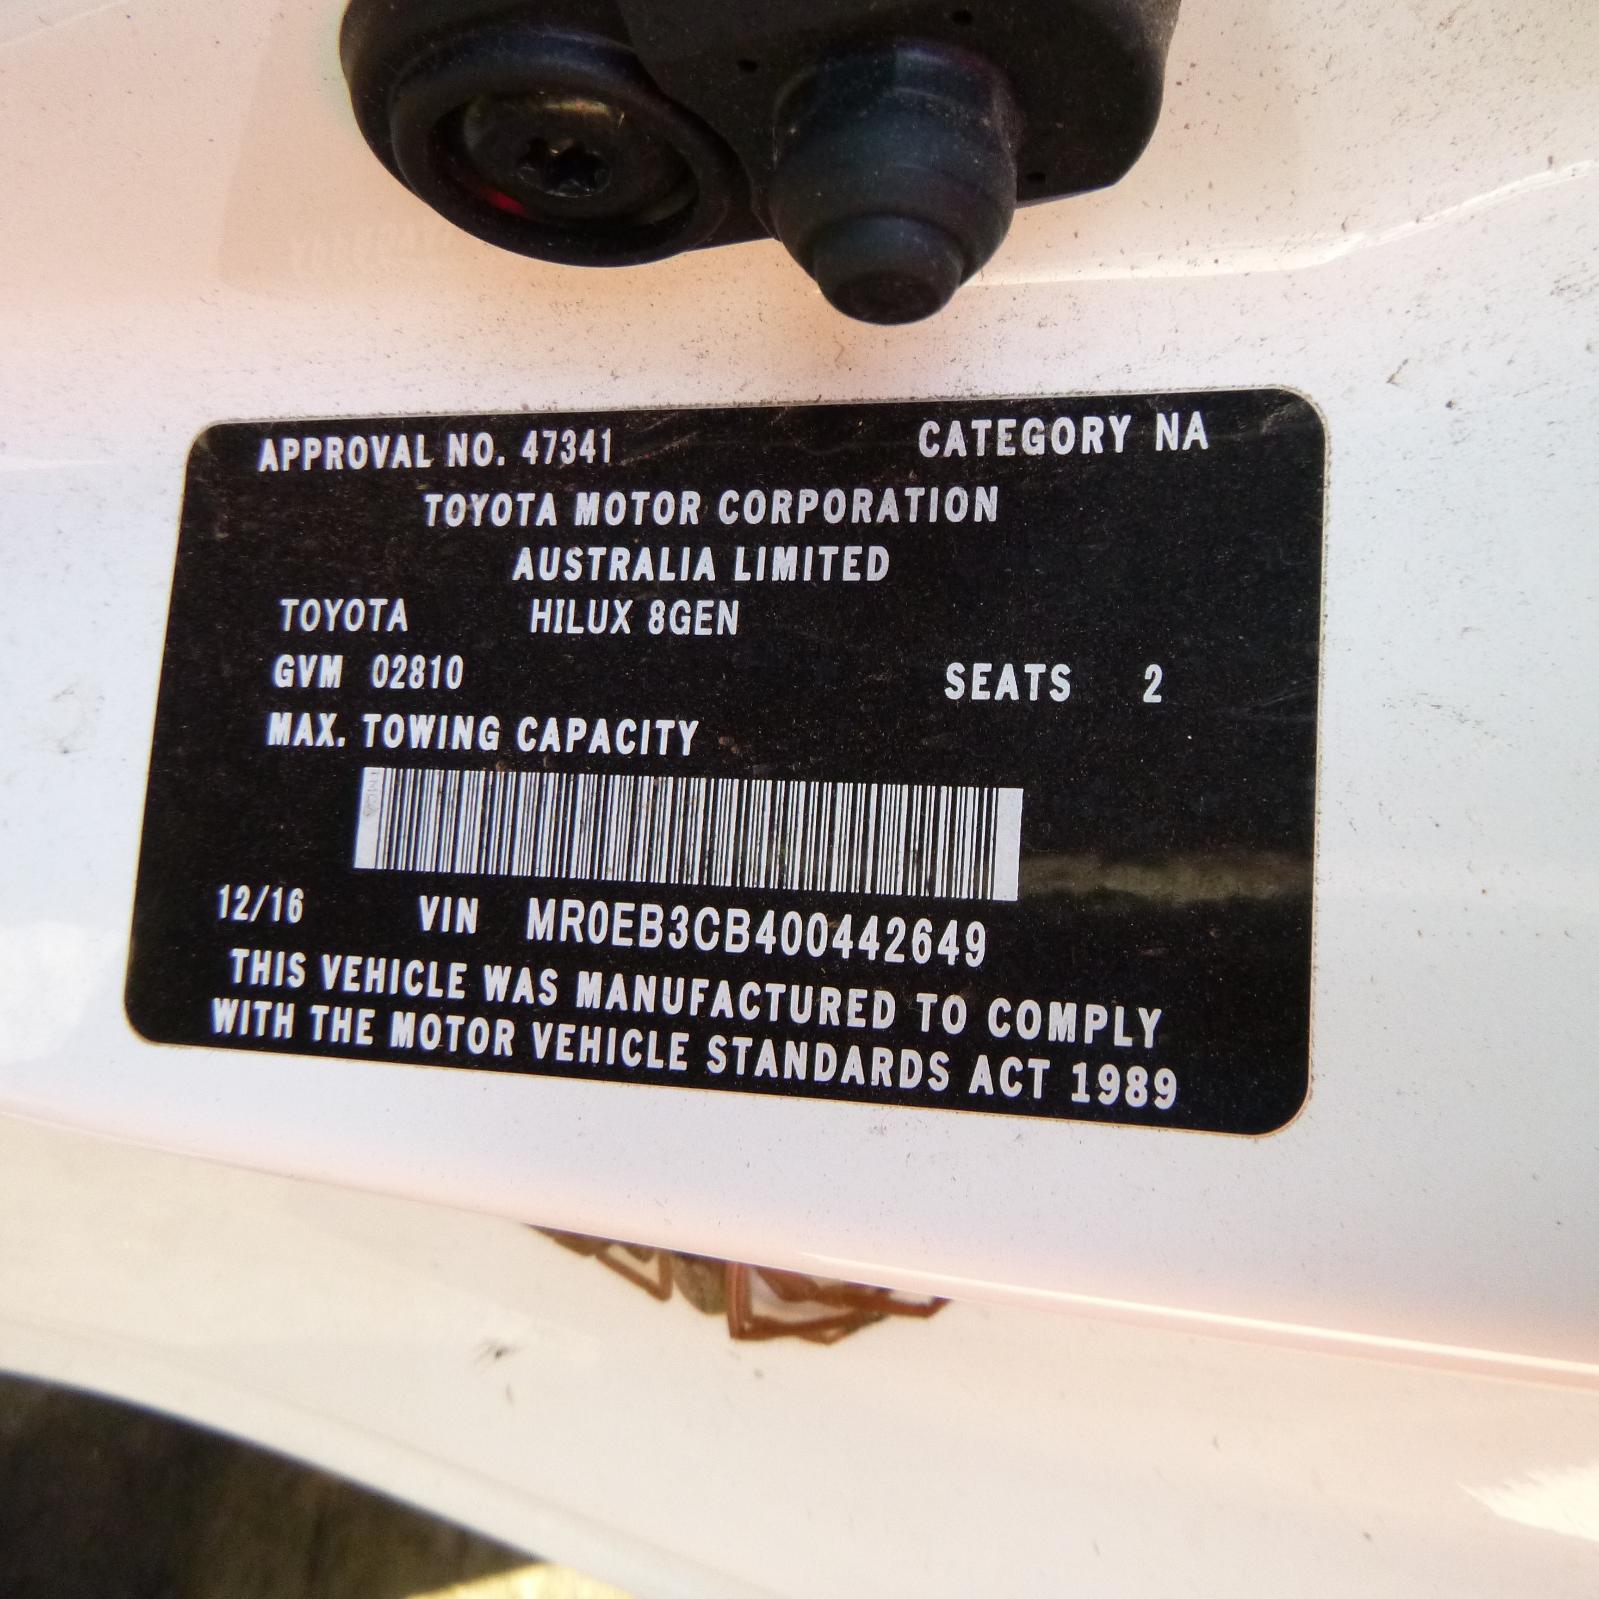 APPROVAL NO. 47341 CATEGORY NA
TOYOTA MOTOR CORPORATION
AUSTRALIA LIMITED
TOYOTA HILUX 8GEN
GVM 02810 SEATS 2
MAX. TOWING CAPACITY
12/16 VIN MR0EB3CB400442649
THIS VEHICLE WAS MANUFACTURED TO COMPLY
WITH THE MOTOR VEHICLE STANDARDS ACT 1989